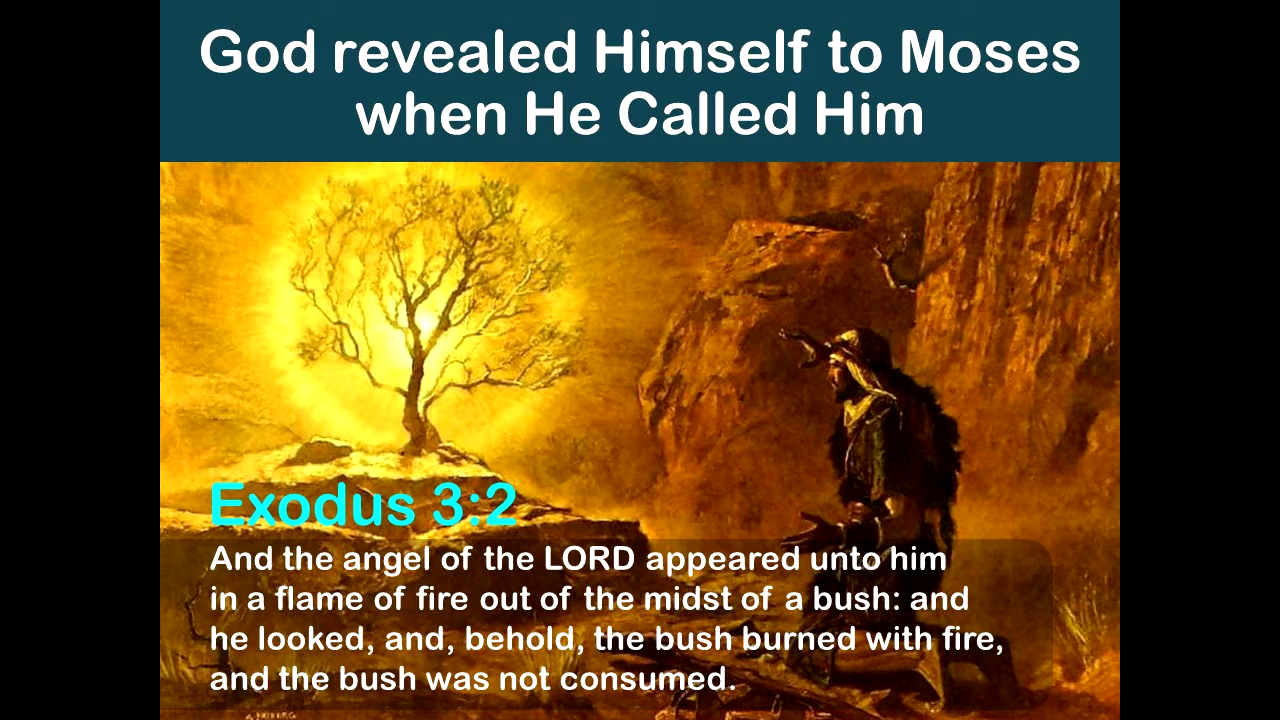 God revealed Himself to Moses
when He Called Him
Exodus 3:2
And the angel of the LORD appeared unto him
in a flame of fire out of the midst of a bush: and
he looked, and, behold, the bush burned with fire,
and the bush was not consumed.